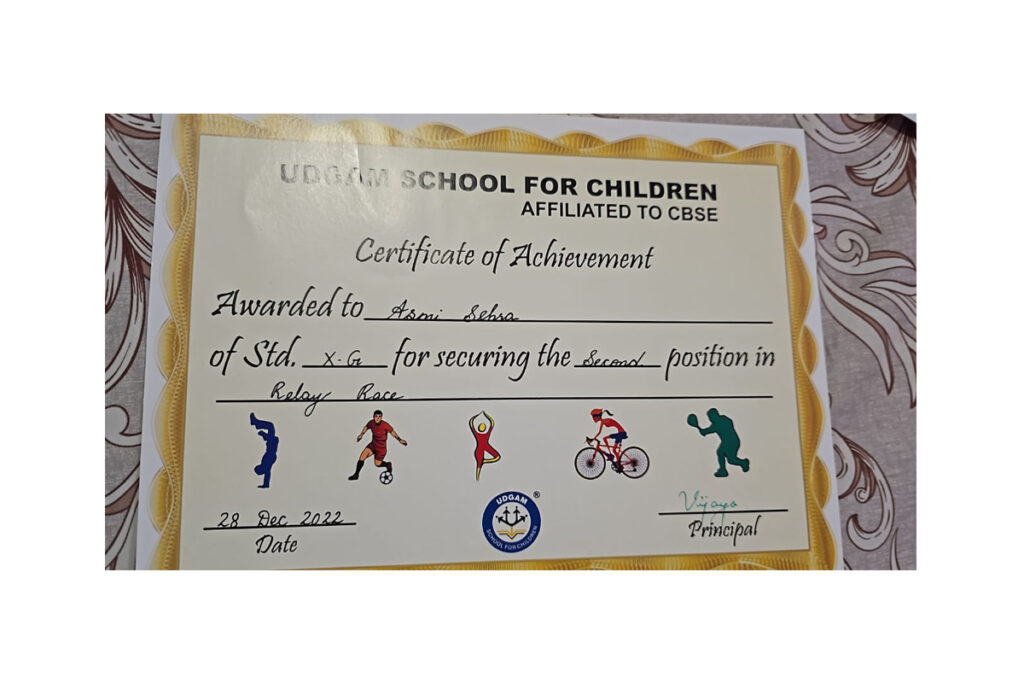 UDGAM SCHOOL FOR CHILDREN
AFFILIATED TO CBSE
Certificate of Achievement
Awarded to Asmi Sehra
of Std. X-G for securing the Second position in
Relay Race
28 Dec 2022
Date
UDGAM ®
SCHOOL FOR CHILDREN
Vijaya
Principal